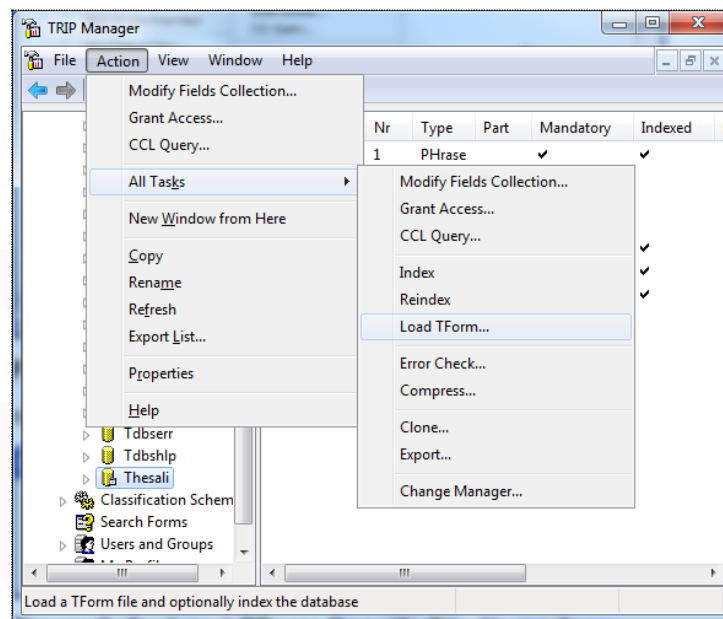 TRIP Manager
File Action View Window Help
Modify Fields Collection...
Grant Access...
CCL Query...
All Tasks
New Window from Here
Copy
Rename
Refresh
Export List...
Properties
Help
Nr Type Part Mandatory Indexed
1 PHrase
Modify Fields Collection...
Grant Access...
CCL Query...
Index
Reindex
Load TForm...
Error Check...
Compress...
Clone...
Export...
Change Manager...
Tdbserr
Tdbshlp
Thesali
Classification Schem
Search Forms
Users and Groups
Load a TForm file and optionally index the database